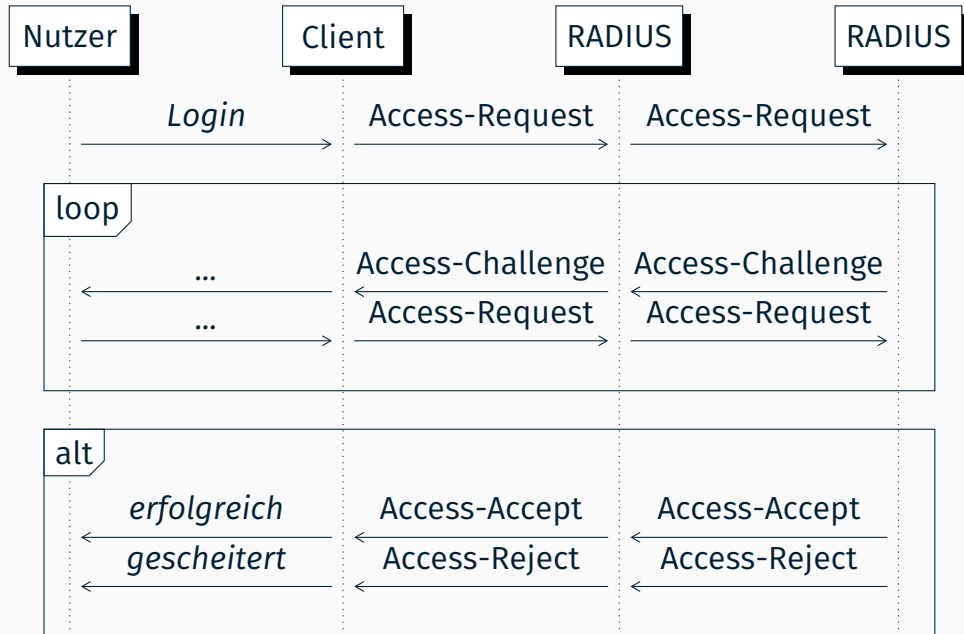 Nutzer Client RADIUS RADIUS
Login Access-Request Access-Request
loop
... Access-Challenge Access-Challenge
... Access-Request Access-Request
alt
erfolgreich Access-Accept Access-Accept
gescheitert Access-Reject Access-Reject